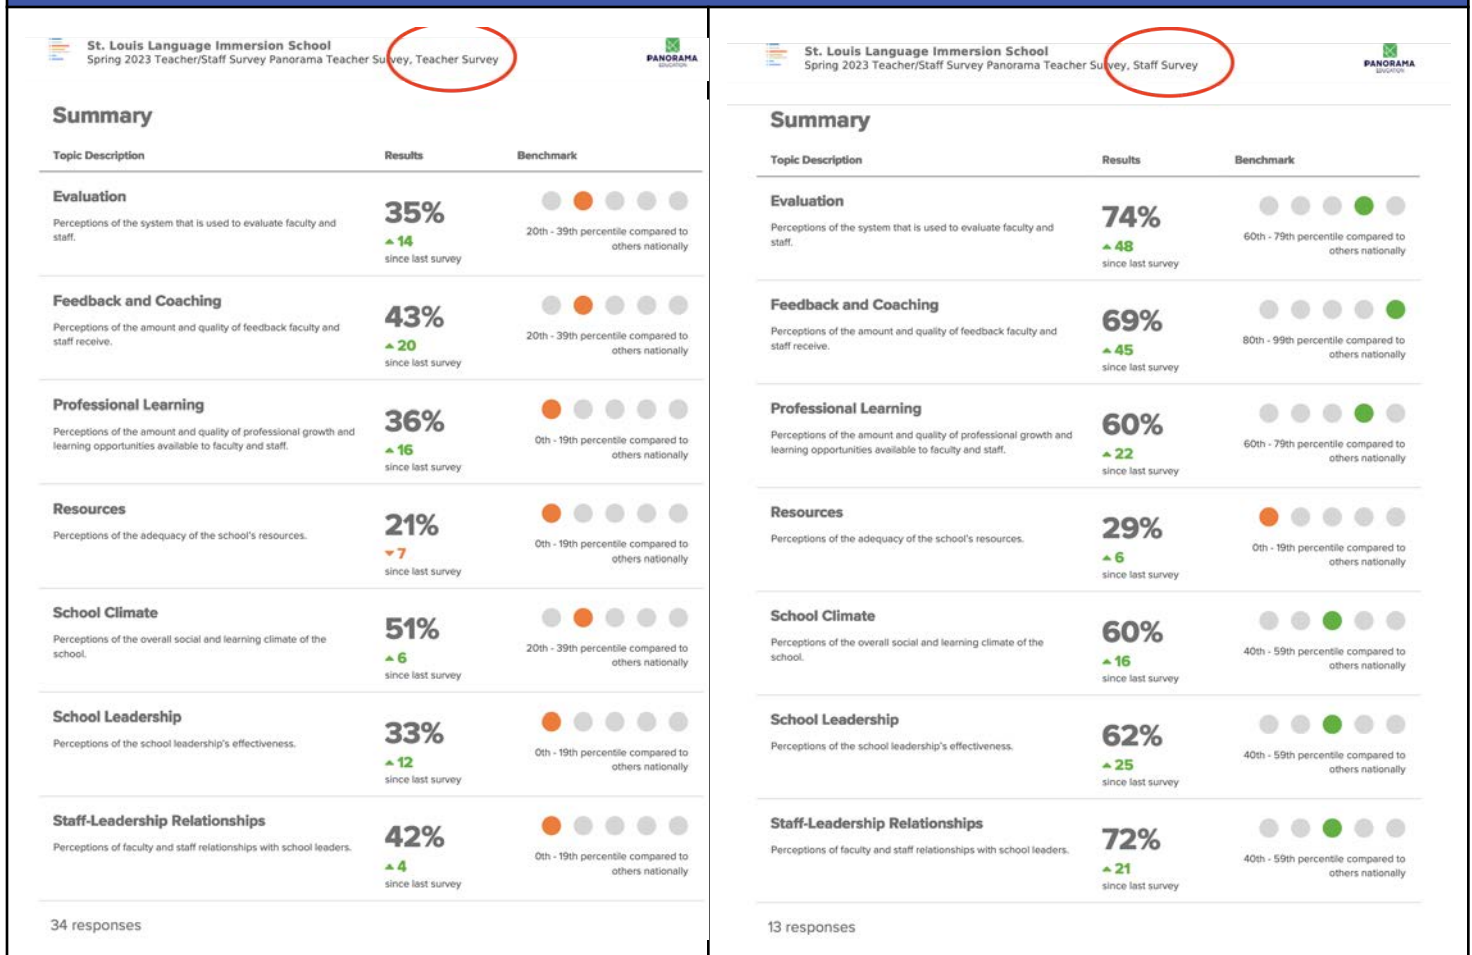 St. Louis Language Immersion School
Spring 2023 Teacher/Staff Survey Panorama Teacher Survey, Teacher Survey
PANORAMA
EDUCATION
Summary
Topic Description Results Benchmark
Evaluation
Perceptions of the system that is used to evaluate faculty and
staff.
35%
14
since last survey
20th - 39th percentile compared to
others nationally
Feedback and Coaching
Perceptions of the amount and quality of feedback faculty and
staff receive.
43%
20
since last survey
20th - 39th percentile compared to
others nationally
Professional Learning
Perceptions of the amount and quality of professional growth and
learning opportunities available to faculty and staff.
36%
16
since last survey
0th - 19th percentile compared to
others nationally
Resources
Perceptions of the adequacy of the school's resources.
21%
7
since last survey
0th - 19th percentile compared to
others nationally
School Climate
Perceptions of the overall social and learning climate of the
school.
51%
6
since last survey
20th - 39th percentile compared to
others nationally
School Leadership
Perceptions of the school leadership's effectiveness.
33%
12
since last survey
0th - 19th percentile compared to
others nationally
Staff-Leadership Relationships
Perceptions of faculty and staff relationships with school leaders.
42%
4
since last survey
0th - 19th percentile compared to
others nationally
34 responses
St. Louis Language Immersion School
Spring 2023 Teacher/Staff Survey Panorama Teacher Survey, Staff Survey
PANORAMA
EDUCATION
Summary
Topic Description Results Benchmark
Evaluation
Perceptions of the system that is used to evaluate faculty and
staff.
74%
48
since last survey
60th - 79th percentile compared to
others nationally
Feedback and Coaching
Perceptions of the amount and quality of feedback faculty and
staff receive.
69%
45
since last survey
80th - 99th percentile compared to
others nationally
Professional Learning
Perceptions of the amount and quality of professional growth and
learning opportunities available to faculty and staff.
60%
22
since last survey
60th - 79th percentile compared to
others nationally
Resources
Perceptions of the adequacy of the school's resources.
29%
6
since last survey
0th - 19th percentile compared to
others nationally
School Climate
Perceptions of the overall social and learning climate of the
school.
60%
16
since last survey
40th - 59th percentile compared to
others nationally
School Leadership
Perceptions of the school leadership's effectiveness.
62%
25
since last survey
40th - 59th percentile compared to
others nationally
Staff-Leadership Relationships
Perceptions of faculty and staff relationships with school leaders.
72%
21
since last survey
40th - 59th percentile compared to
others nationally
13 responses